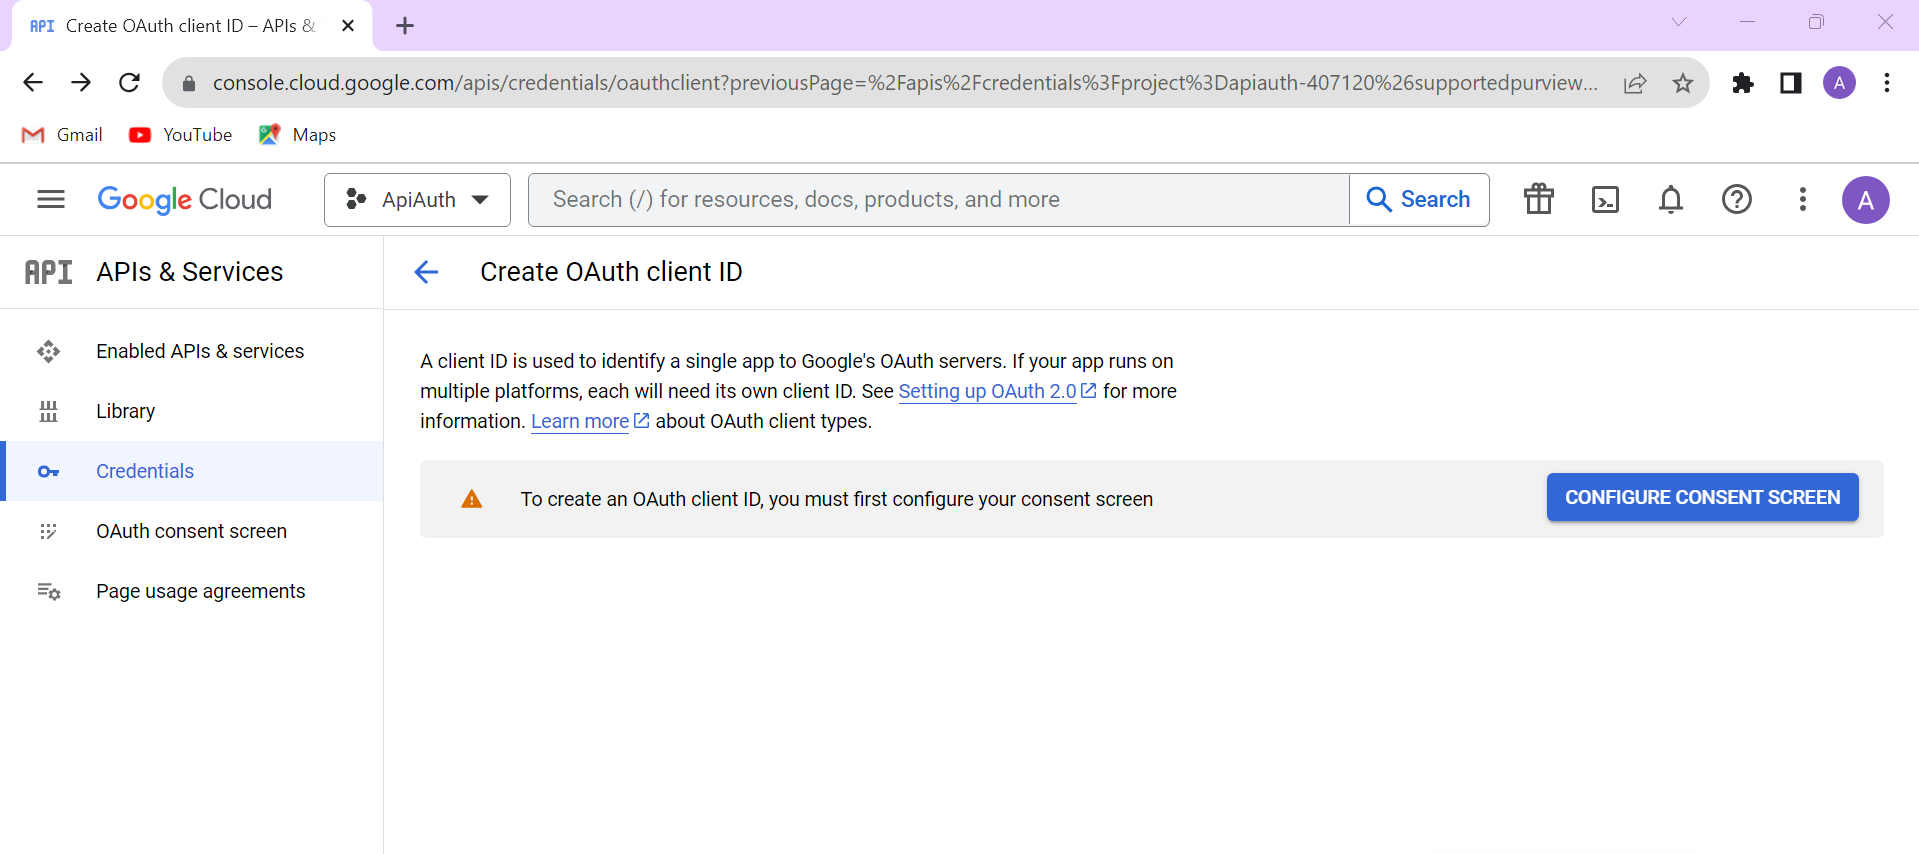 API Create OAuth client ID – APIs &
console.cloud.google.com/apis/credentials/oauthclient?previousPage=%2Fapis%2Fcredentials%3Fproject%3Dapiauth-407120%26supportedpurview...
A
Gmail
YouTube
Maps
Google Cloud
ApiAuth
Search (/) for resources, docs, products, and more
Search
A
API APIs & Services
Create OAuth client ID
Enabled APIs & services
Library
Credentials
OAuth consent screen
Page usage agreements
A client ID is used to identify a single app to Google's OAuth servers. If your app runs on
multiple platforms, each will need its own client ID. See Setting up OAuth 2.0 for more
information. Learn more about OAuth client types.
To create an OAuth client ID, you must first configure your consent screen
CONFIGURE CONSENT SCREEN